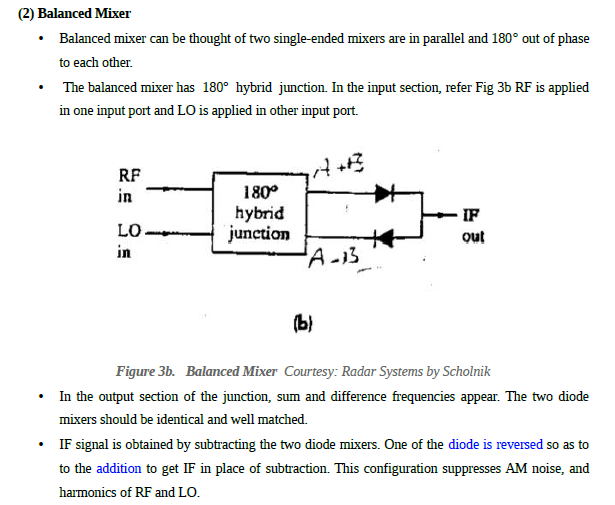 (2) Balanced Mixer
• Balanced mixer can be thought of two single-ended mixers are in parallel and 180° out of phase
to each other.
• The balanced mixer has 180° hybrid junction. In the input section, refer Fig 3b RF is applied
in one input port and LO is applied in other input port.
A+B
RF
in
180°
hybrid
junction
IF
out
LO
in
A-B
(b)
Figure 3b. Balanced Mixer Courtesy: Radar Systems by Scholnik
• In the output section of the junction, sum and difference frequencies appear. The two diode
mixers should be identical and well matched.
• IF signal is obtained by subtracting the two diode mixers. One of the diode is reversed so as to
to the addition to get IF in place of subtraction. This configuration suppresses AM noise, and
harmonics of RF and LO.